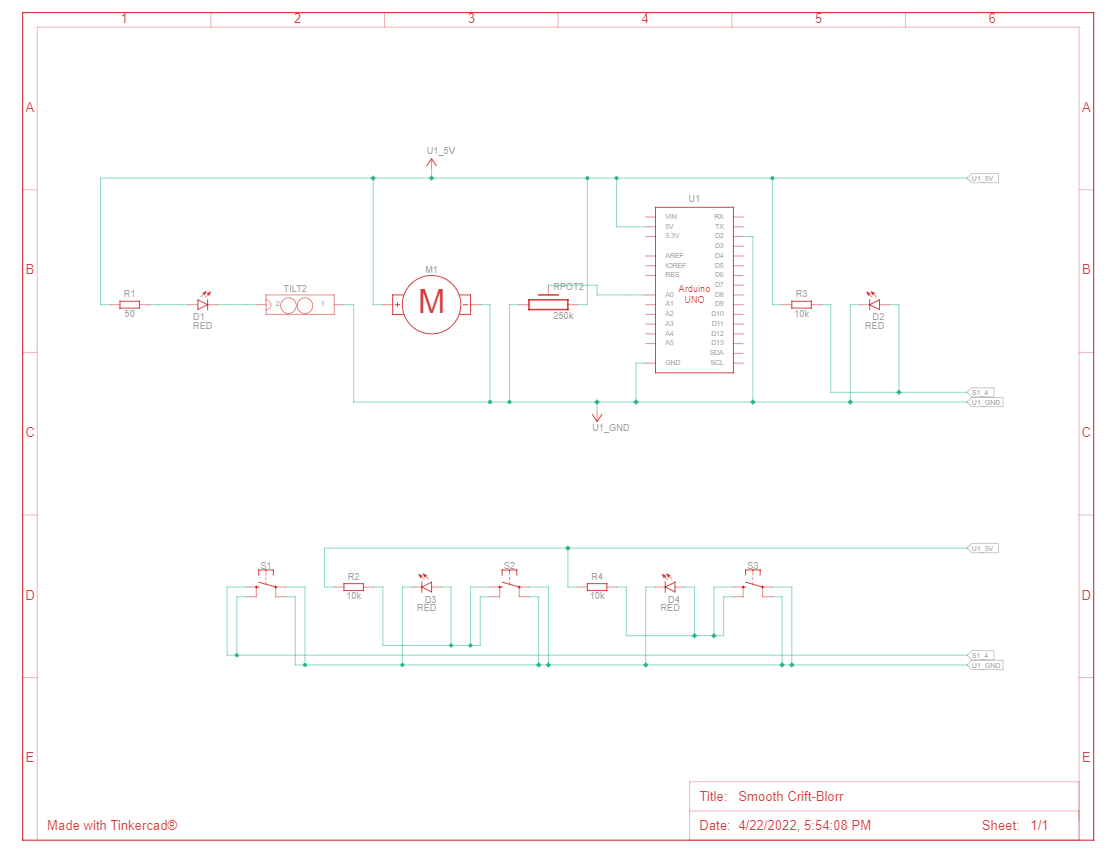 1 2 3 4 5 6
A A
U1_5V
U1_5V
U1
VIN RX
5V TX
3.3V D2
D3
AREF D4
B M1 IOREF D5 B
RES D6
TILT2 RPOT2 D7
R1 2 1 M A0 Arduino D8 R3
+ - A1 UNO D9
50 D1 250k A2 D10 10k D2
RED A3 D11 RED
A4 D12
A5 D13
SDA
GND SCL
S1_4
U1_GND
C U1_GND C
U1_5V
S1 S2 S3
R2 R4
D 10k D3 10k D4 D
RED RED
S1_4
U1_GND
E E
Title: Smooth Crift-Blorr
Made with Tinkercad® Date: 4/22/2022, 5:54:08 PM Sheet: 1/1